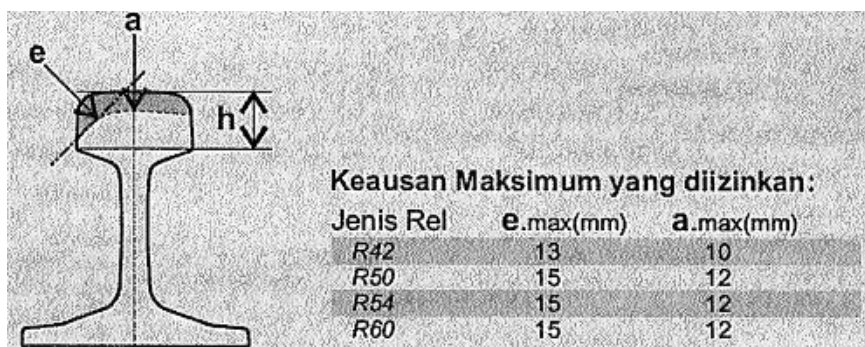 a
e
h
Keausan Maksimum yang diizinkan:
Jenis Rel e.max(mm) a.max(mm)
R42 13 10
R50 15 12
R54 15 12
R60 15 12